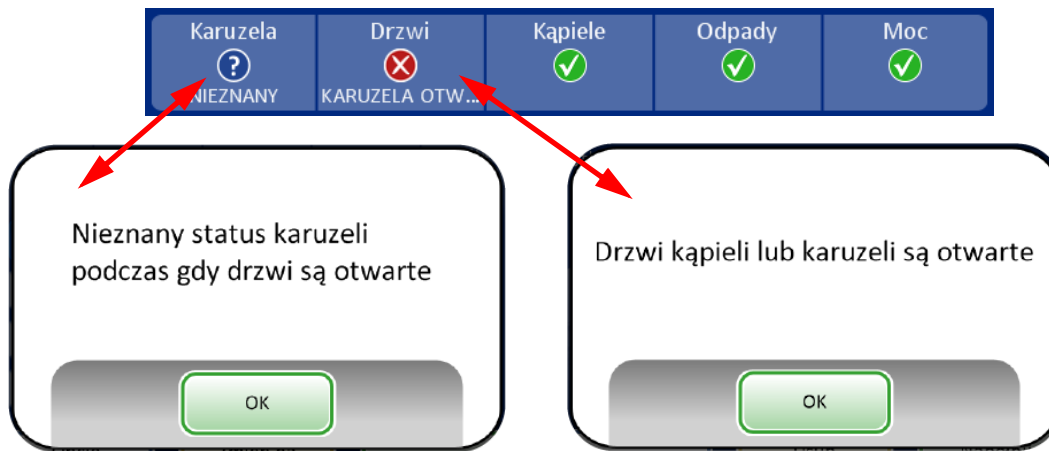 Karuzela Drzwi Kąpiele Odpady Moc
?
NIEZNANY KARUZELA OTW...
Nieznany status karuzeli
podczas gdy drzwi są otwarte
OK
Drzwi kąpieli lub karuzeli są otwarte
OK